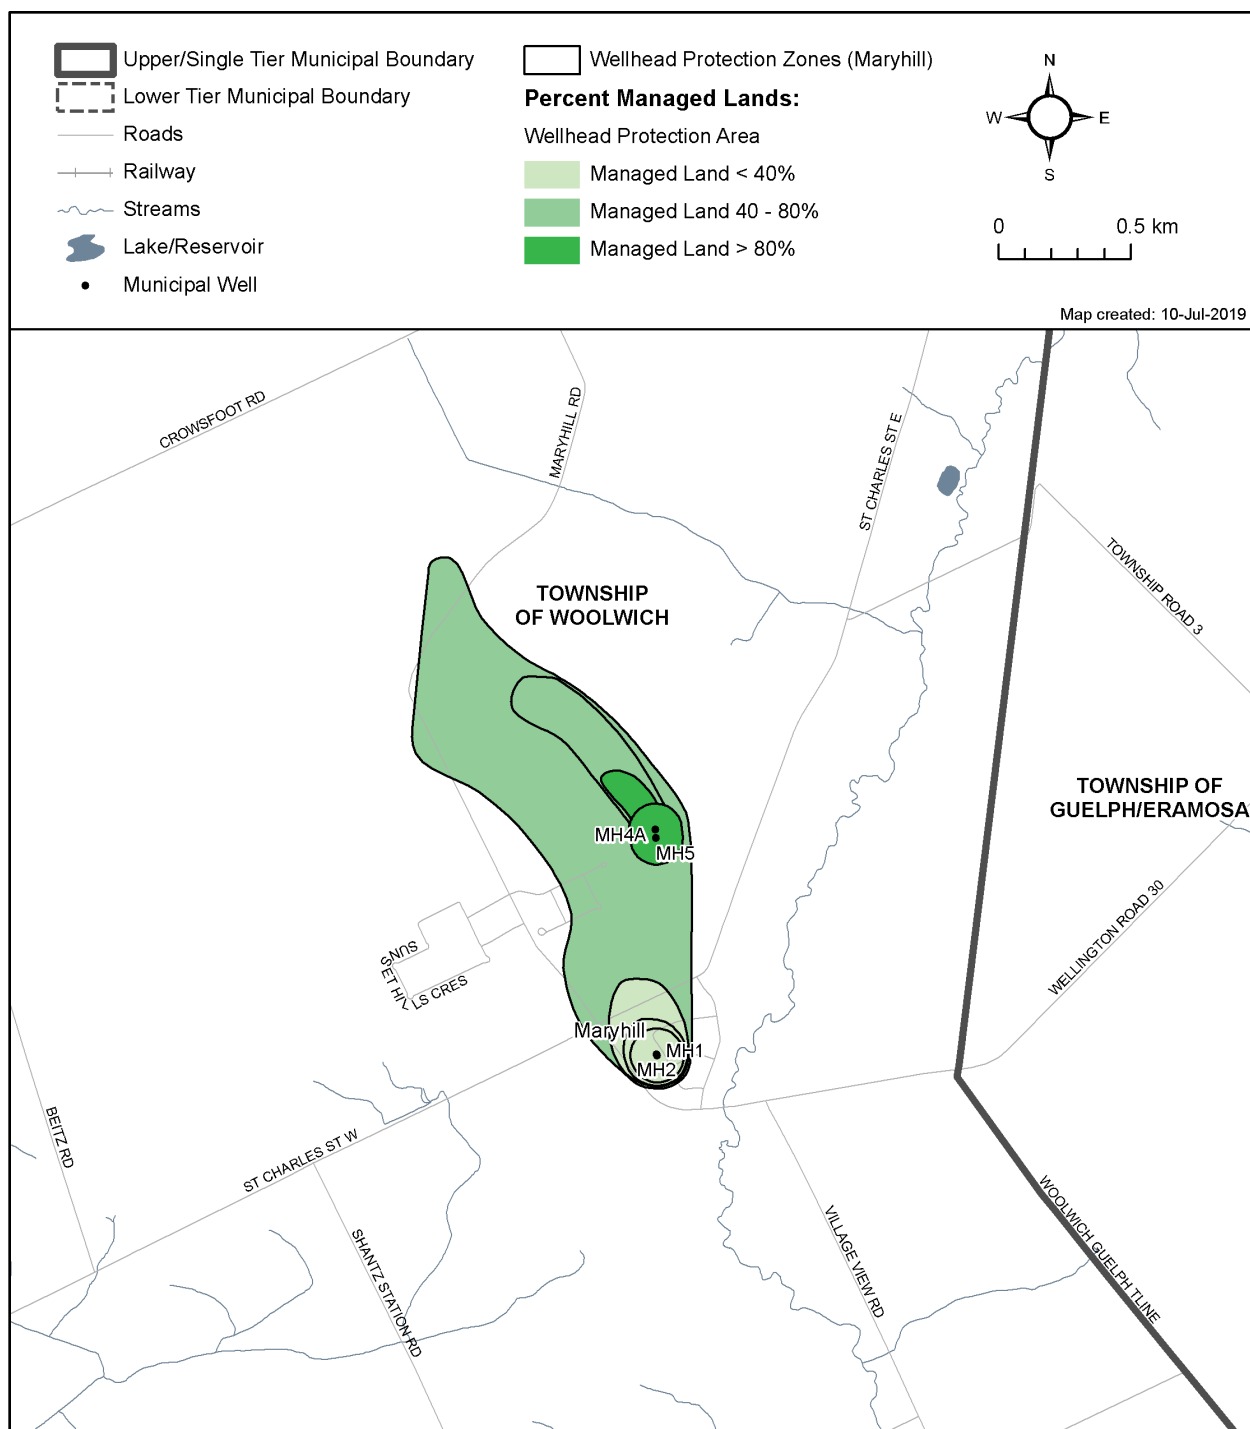 Upper/Single Tier Municipal Boundary
Lower Tier Municipal Boundary
Roads
Railway
Streams
Lake/Reservoir
Municipal Well
Wellhead Protection Zones (Maryhill)
Percent Managed Lands:
Wellhead Protection Area
Managed Land < 40%
Managed Land 40 - 80%
Managed Land > 80%
N
W E
S
0 0.5 km
Map created: 10-Jul-2019
CROWSFOOT RD
MARYHILL RD
ST CHARLES ST E
TOWNSHIP ROAD 3
TOWNSHIP
OF WOOLWICH
TOWNSHIP OF
GUELPH/ERAMOSA
MH4A
MH5
WELLINGTON ROAD 30
SUNSET HILLS CRES
Maryhill
MH1
MH2
BEITZ RD
ST CHARLES ST W
SHANTZ STATION RD
VILLAGE VIEW RD
WOOLWICH GUELPH TLINE